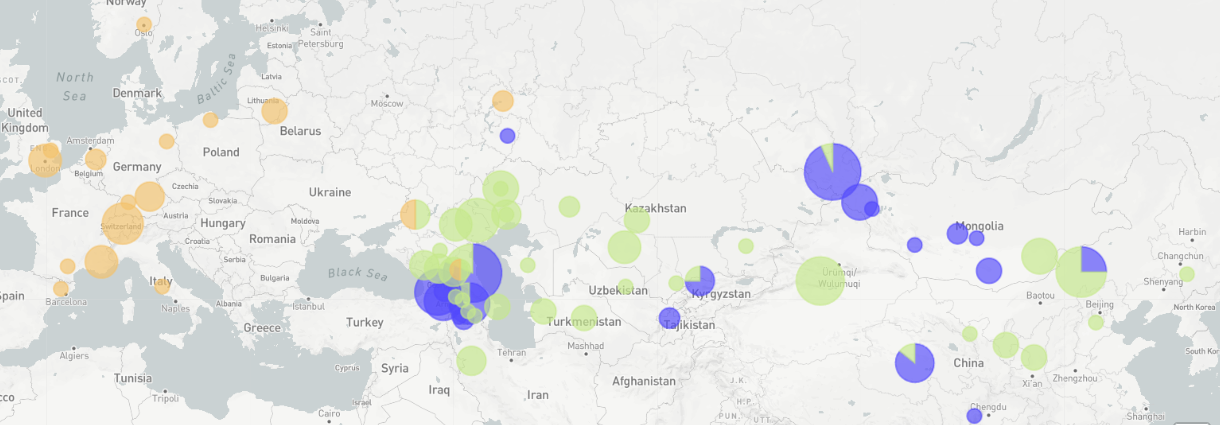 Norway
Oslo
Helsinki
Saint
Petersburg
Estonia
North
Sea
Baltic Sea
Latvia
Denmark
Moscow
Lithuania
United
Kingdom
Belarus
Amsterdam
London
Poland
Germany
Belgium
Czechia
Ukraine
Slovakia
Kazakhstan
France
Austria
Moldova
Switzerland
Hungary
Mongolia
Harbin
Croatia
Romania
Changchun
Serbia
Black Sea
Ürümqi/
Wulumuqi
Italy
Bulgaria
Shenyang
Spain
Barcelona
Uzbekistan
Kyrgyzstan
Baotou
Albania
Istanbul
Beijing
North Korea
Naples
Greece
Turkey
Turkmenistan
Tajikistan
Algiers
Tehran
Mashhad
South Ko
Syria
Cyprus
China
Tunisia
Afghanistan
J.K.
Xi'an
Zhengzhou
Iraq
Iran
Tripoli
Israel
H.P.
Chengdu
Cairo
PUN.
UTT.
Shanghai